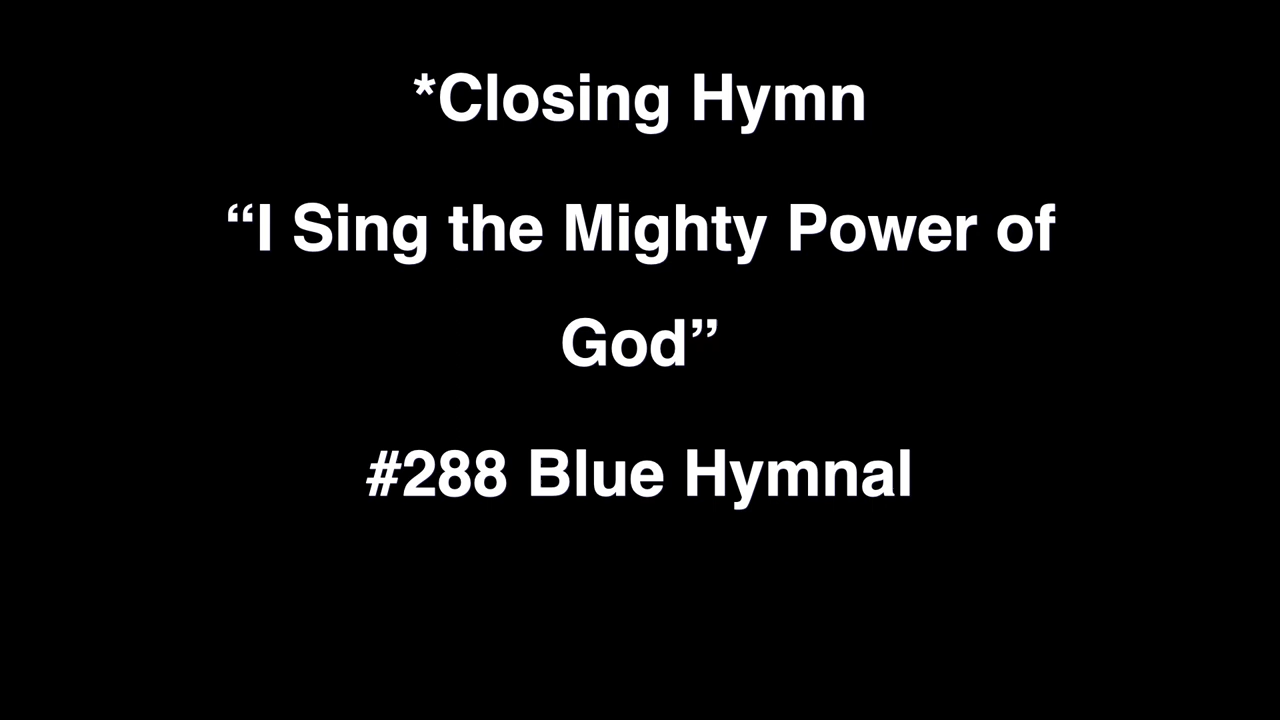 *Closing Hymn
“I Sing the Mighty Power of
God”
#288 Blue Hymnal